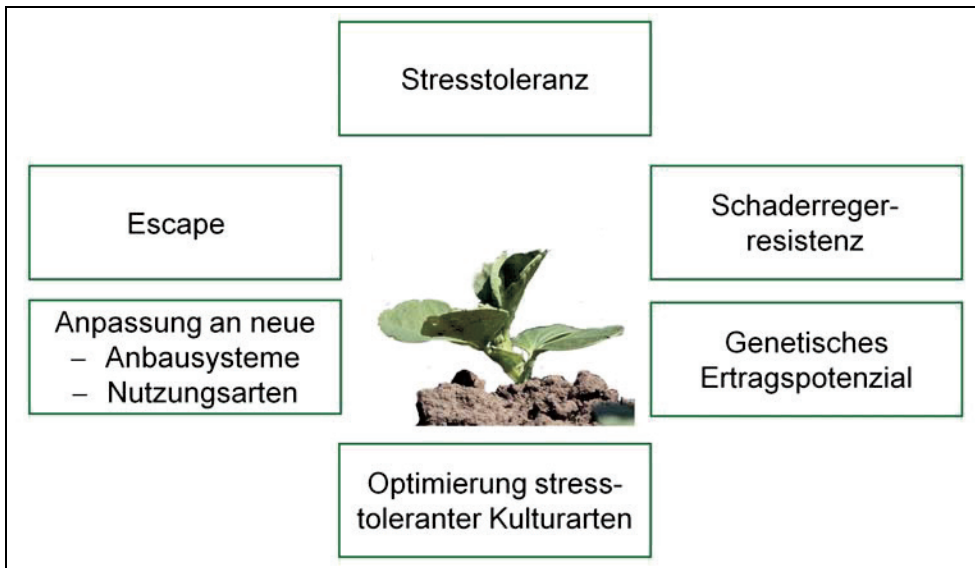 Stresstoleranz
Escape
Schaderreger-
resistenz
Anpassung an neue
– Anbausysteme
– Nutzungsarten
Genetisches
Ertragspotenzial
Optimierung stress-
toleranter Kulturarten